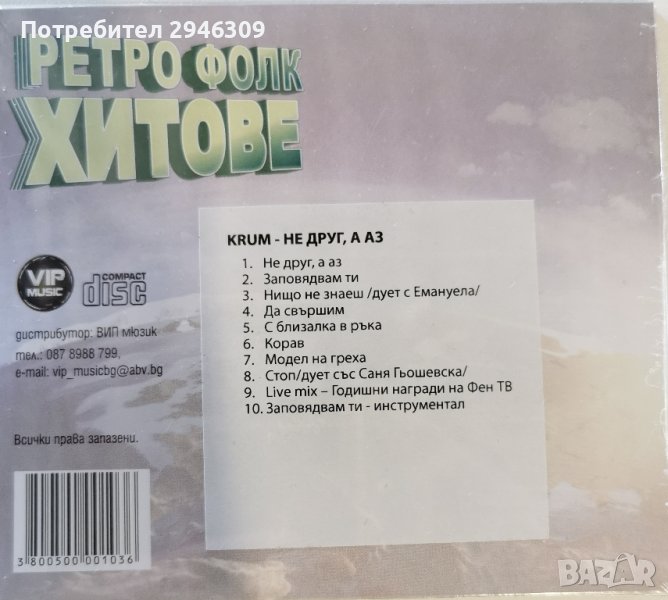 Потребител 2946309
РЕТРО ФОЛК
ХИТОВЕ
KRUM - НЕ ДРУГ, А АЗ
1. Не друг, а аз
2. Заповядвам ти
3. Нищо не знаеш /дует с Емануела/
4. Да свършим
5. С близалка в ръка
6. Корав
7. Модел на греха
8. Стоп/дует със Саня Гьошевска/
9. Live mix – Годишни награди на Фен ТВ
10. Заповядвам ти - инструментал
VIP
MUSIC
COMPACT
disc
дистрибутор: ВИП мюзик
тел.: 087 8988 799,
e-mail: vip_musicbg@abv.bg
Всички права запазени.
3800500001036
BAZAR